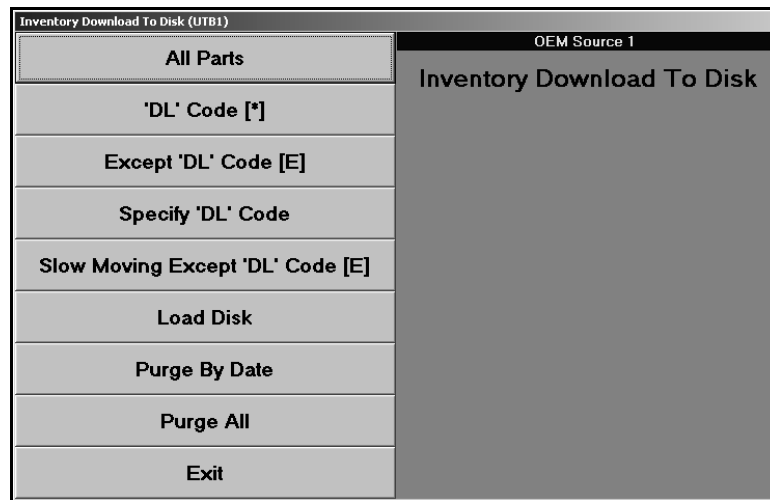 Inventory Download To Disk (UTB1)
All Parts
'DL' Code [*]
Except 'DL' Code [E]
Specify 'DL' Code
Slow Moving Except 'DL' Code [E]
Load Disk
Purge By Date
Purge All
Exit
OEM Source 1
Inventory Download To Disk